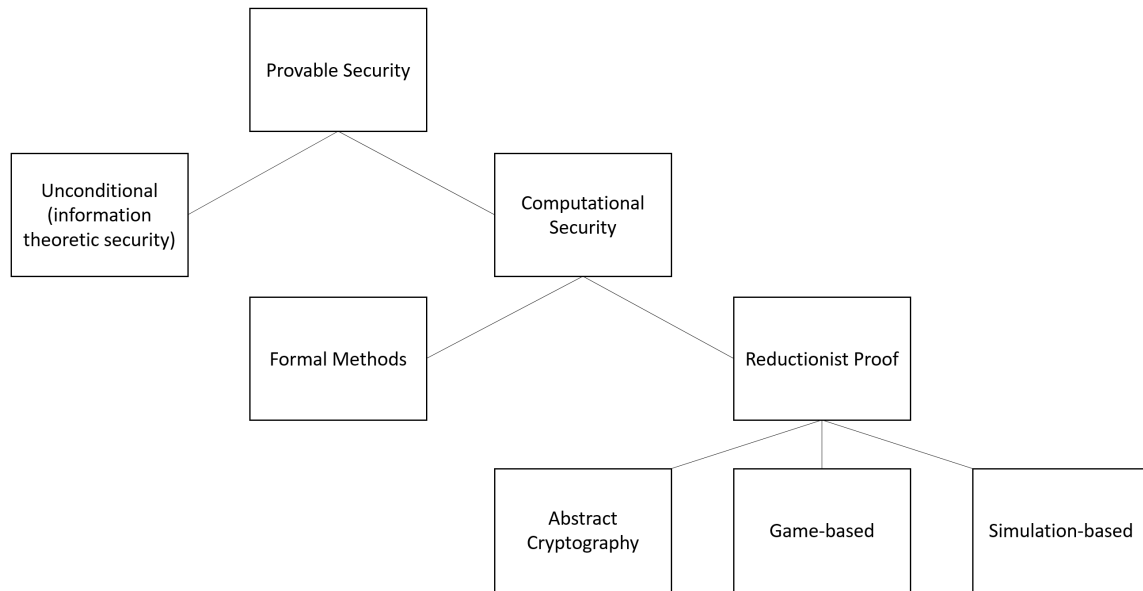 Provable Security
Unconditional
(information
theoretic security)
Computational
Security
Formal Methods
Reductionist Proof
Abstract
Cryptography
Game-based
Simulation-based